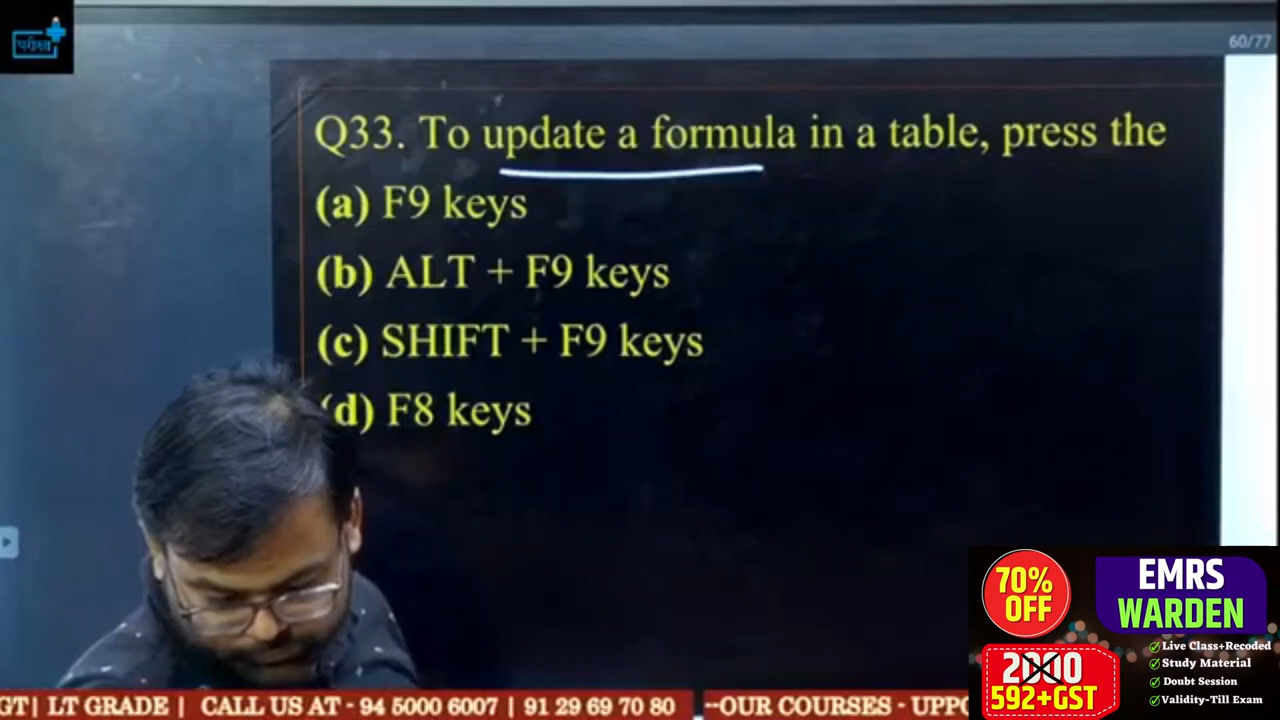 परीक्षा
60/77
Q33. To update a formula in a table, press the
(a) F9 keys
(b) ALT + F9 keys
(c) SHIFT + F9 keys
(d) F8 keys
70%
OFF
EMRS
WARDEN
2000
592+GST
Live Class+Recoded
Study Material
Doubt Session
Validity-Till Exam
GT| LT GRADE | CALL US AT - 94 5000 6007 | 91 29 69 70 80 --OUR COURSES - UPPC